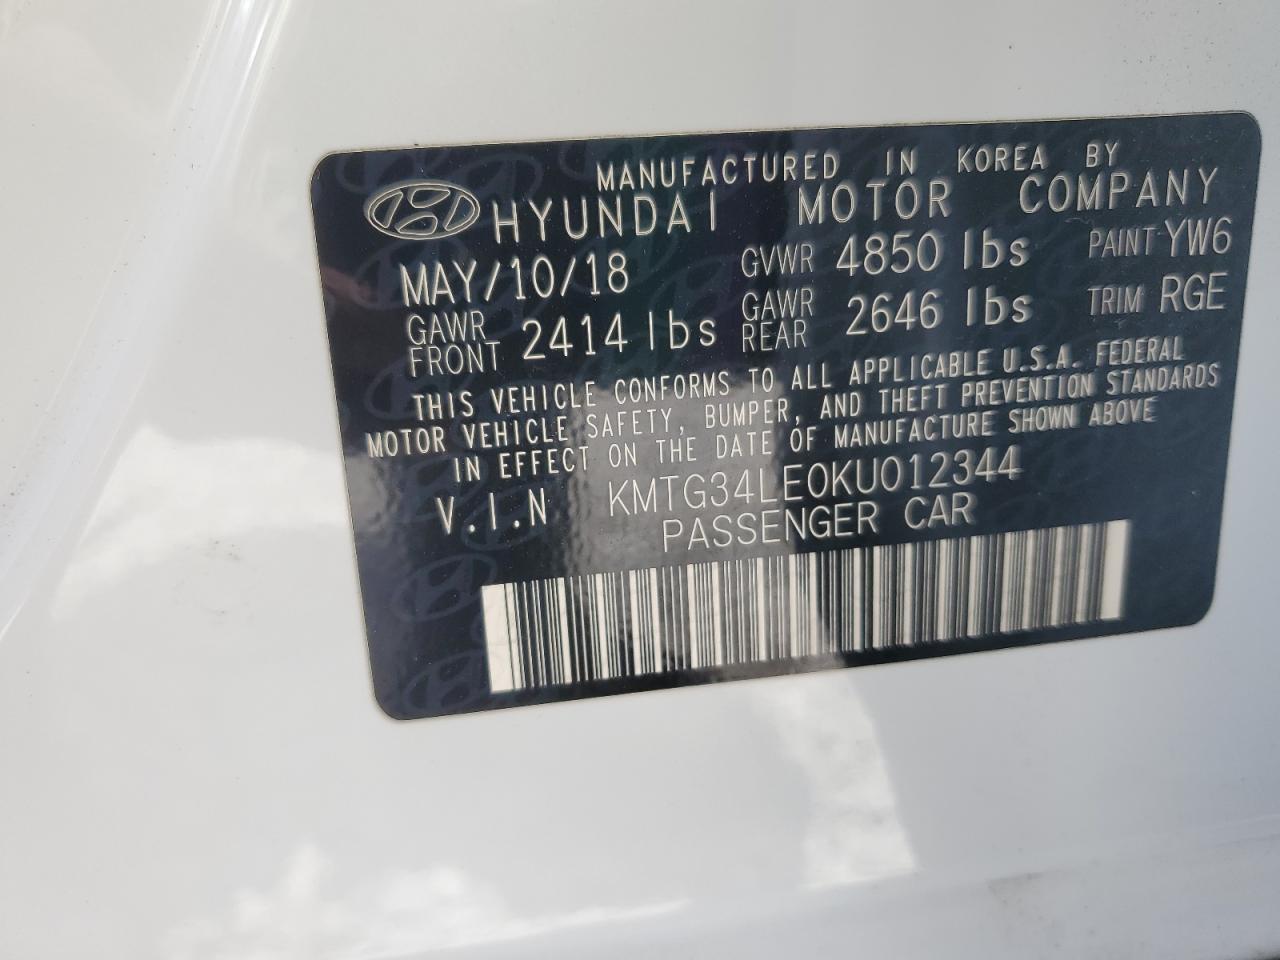 MANUFACTURED IN KOREA BY
HYUNDAI MOTOR COMPANY
MAY/10/18 GVWR 4850 lbs PAINT YW6
GAWR FRONT 2414 lbs GAWR REAR 2646 lbs TRIM RGE
THIS VEHICLE CONFORMS TO ALL APPLICABLE U.S.A. FEDERAL
MOTOR VEHICLE SAFETY, BUMPER, AND THEFT PREVENTION STANDARDS
IN EFFECT ON THE DATE OF MANUFACTURE SHOWN ABOVE
V.I.N KMTG34LE0KU012344
PASSENGER CAR